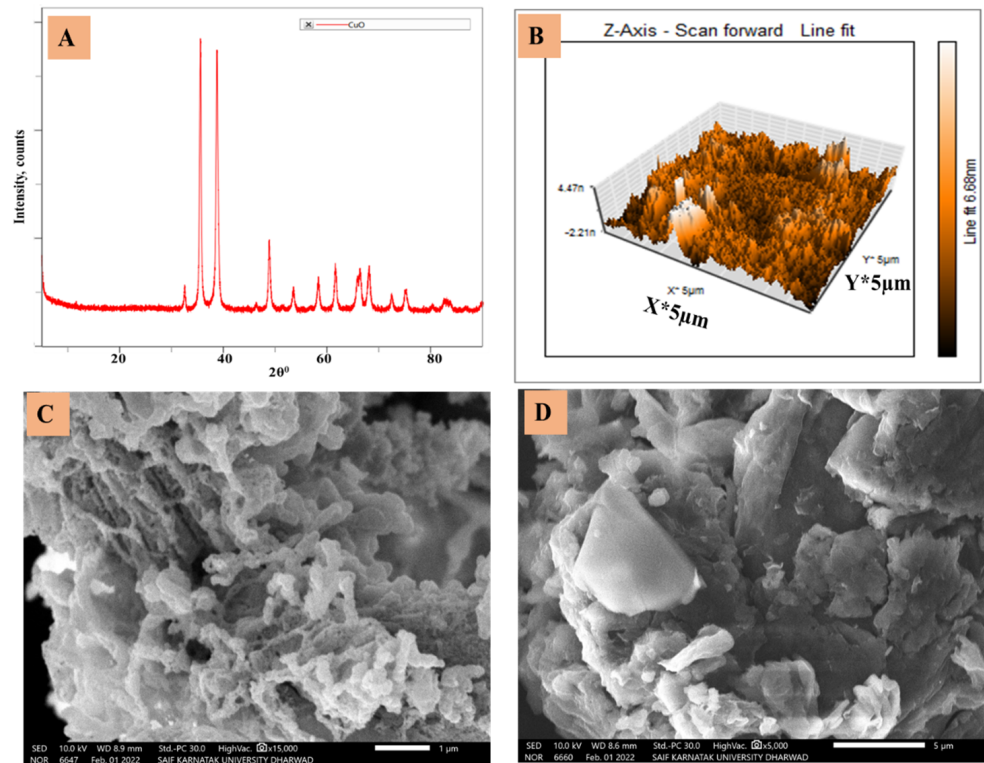 A
CuO
Intensity, counts
20
40
60
80
2θ⁰
B
Z-Axis - Scan forward Line fit
4.47n
-2.21n
X* 5µm
X*5µm
Y* 5µm
Y*5µm
Line fit 6.68nm
C
SED 10.0 kV WD 8.9 mm Std.-PC 30.0 HighVac. x15,000 1 µm
NOR 6647 Feb. 01 2022 SAIF KARNATAK UNIVERSITY DHARWAD
D
SED 10.0 kV WD 8.6 mm Std.-PC 30.0 HighVac. x5,000 5 µm
NOR 6660 Feb. 01 2022 SAIF KARNATAK UNIVERSITY DHARWAD